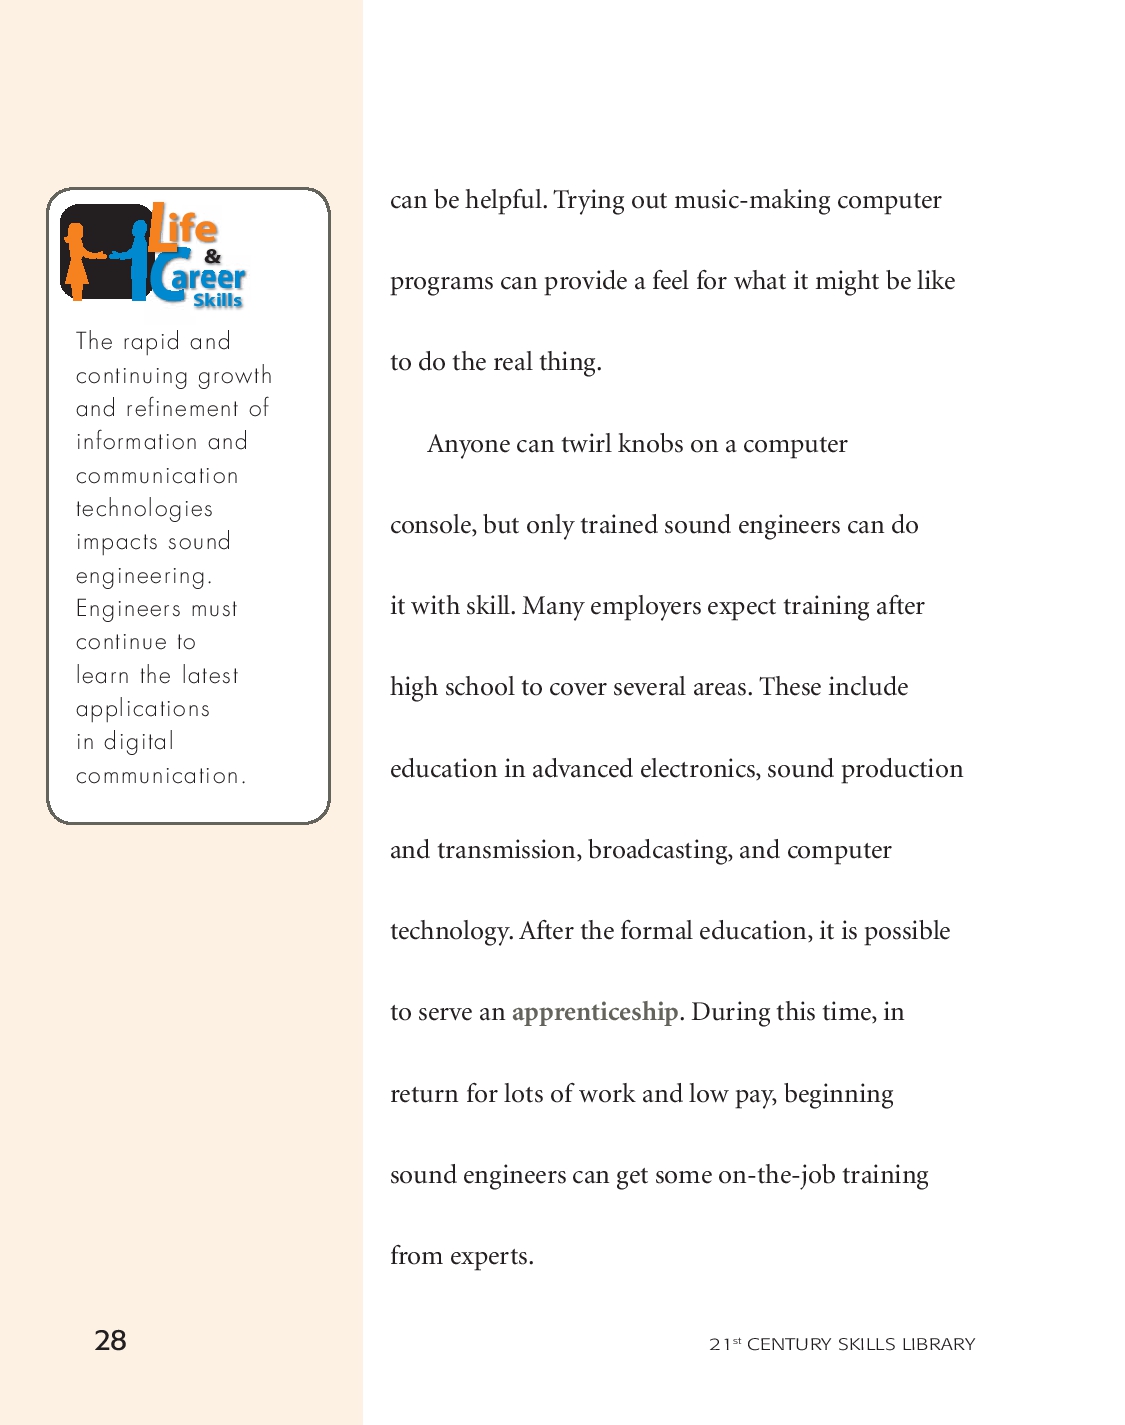 Life
&
Career
Skills
The rapid and
continuing growth
and refinement of
information and
communication
technologies
impacts sound
engineering.
Engineers must
continue to
learn the latest
applications
in digital
communication.
can be helpful. Trying out music-making computer
programs can provide a feel for what it might be like
to do the real thing.
Anyone can twirl knobs on a computer
console, but only trained sound engineers can do
it with skill. Many employers expect training after
high school to cover several areas. These include
education in advanced electronics, sound production
and transmission, broadcasting, and computer
technology. After the formal education, it is possible
to serve an apprenticeship. During this time, in
return for lots of work and low pay, beginning
sound engineers can get some on-the-job training
from experts.
28
21st CENTURY SKILLS LIBRARY